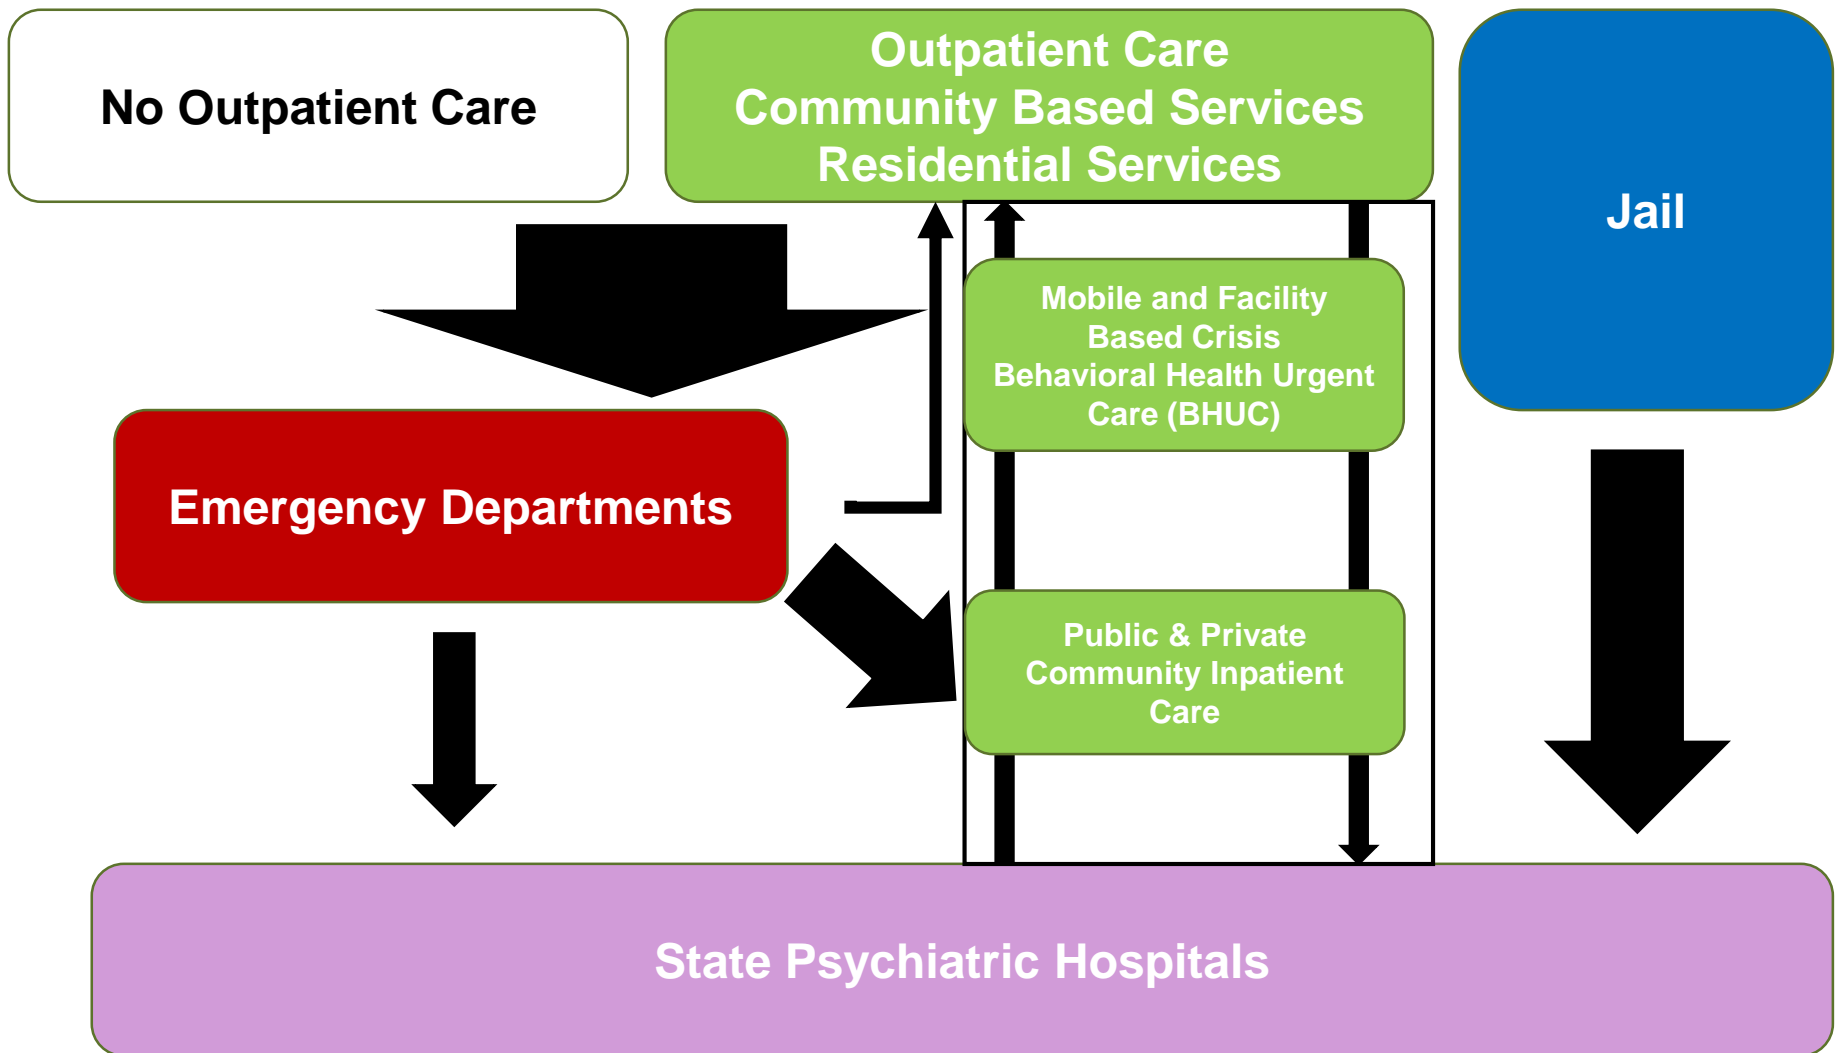 No Outpatient Care
Outpatient Care
Community Based Services
Residential Services
Jail
Mobile and Facility
Based Crisis
Behavioral Health Urgent
Care (BHUC)
Emergency Departments
Public & Private
Community Inpatient
Care
State Psychiatric Hospitals